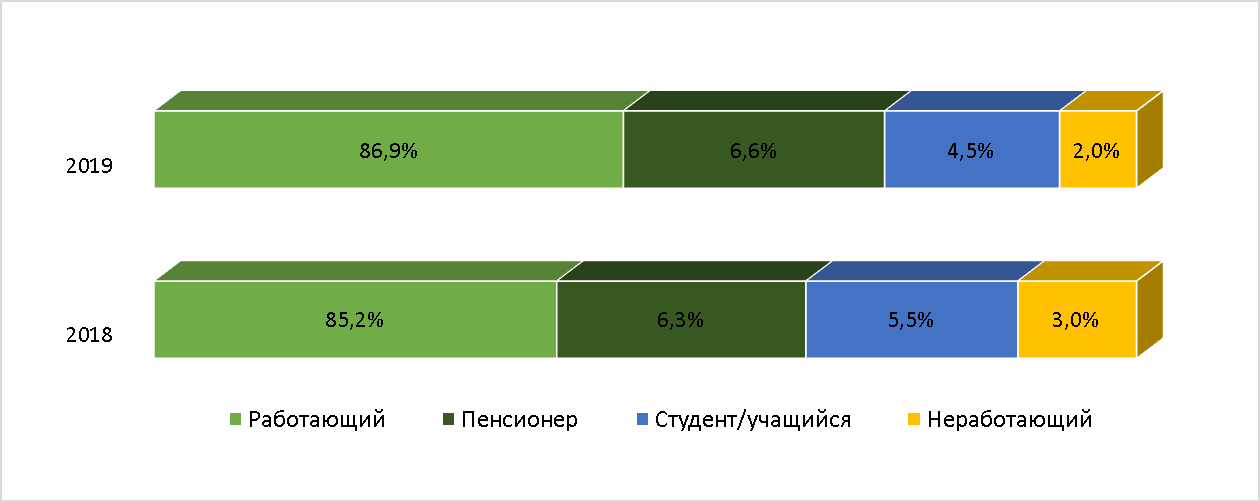 2019 86,9% 6,6% 4,5% 2,0%
2018 85,2% 6,3% 5,5% 3,0%
Работающий Пенсионер Студент/учащийся Неработающий